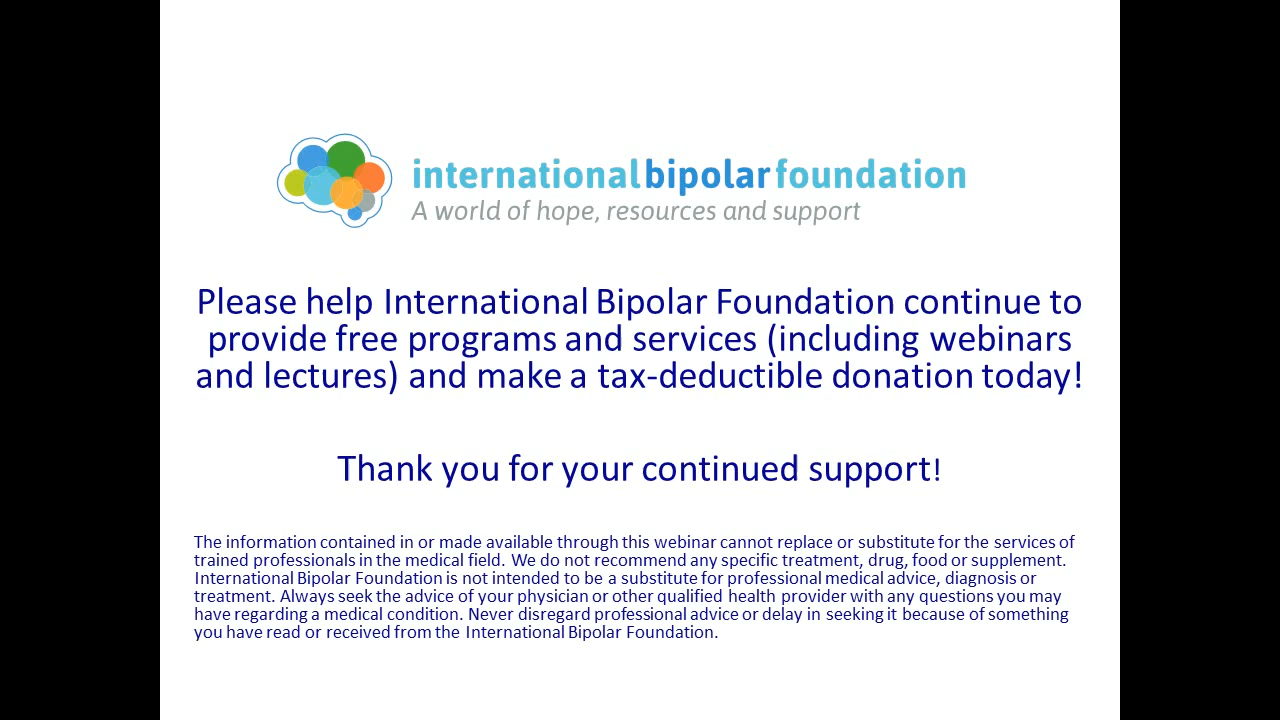 internationalbipolarfoundation
A world of hope, resources and support
Please help International Bipolar Foundation continue to
provide free programs and services (including webinars
and lectures) and make a tax-deductible donation today!
Thank you for your continued support!
The information contained in or made available through this webinar cannot replace or substitute for the services of
trained professionals in the medical field. We do not recommend any specific treatment, drug, food or supplement.
International Bipolar Foundation is not intended to be a substitute for professional medical advice, diagnosis or
treatment. Always seek the advice of your physician or other qualified health provider with any questions you may
have regarding a medical condition. Never disregard professional advice or delay in seeking it because of something
you have read or received from the International Bipolar Foundation.